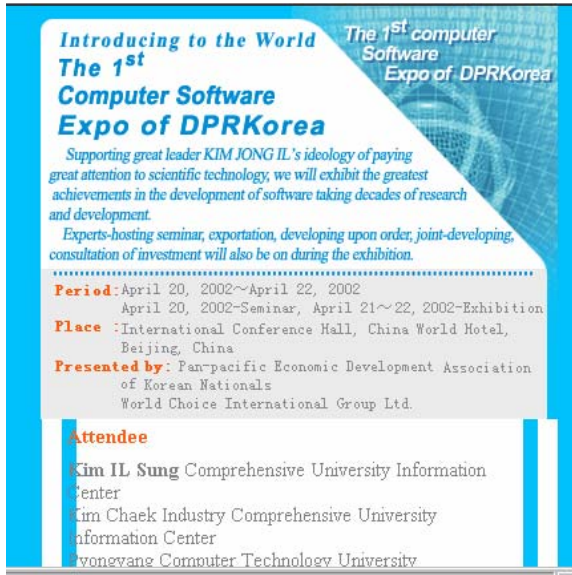 Introducing to the World
The 1st
Computer Software
Expo of DPRKorea
The 1st computer
Software
Expo of DPRKorea
Supporting great leader KIM JONG IL's ideology of paying
great attention to scientific technology, we will exhibit the greatest
achievements in the development of software taking decades of research
and development.
Experts-hosting seminar, exportation, developing upon order, joint-developing,
consultation of investment will also be on during the exhibition.
Period:April 20, 2002～April 22, 2002
April 20, 2002-Seminar, April 21～22, 2002-Exhibition
Place :International Conference Hall, China World Hotel,
Beijing, China
Presented by: Pan-pacific Economic Development Association
of Korean Nationals
World Choice International Group Ltd.
Attendee
Kim IL Sung Comprehensive University Information
Center
Kim Chaek Industry Comprehensive University
Information Center
Pyongyang Computer Technology University